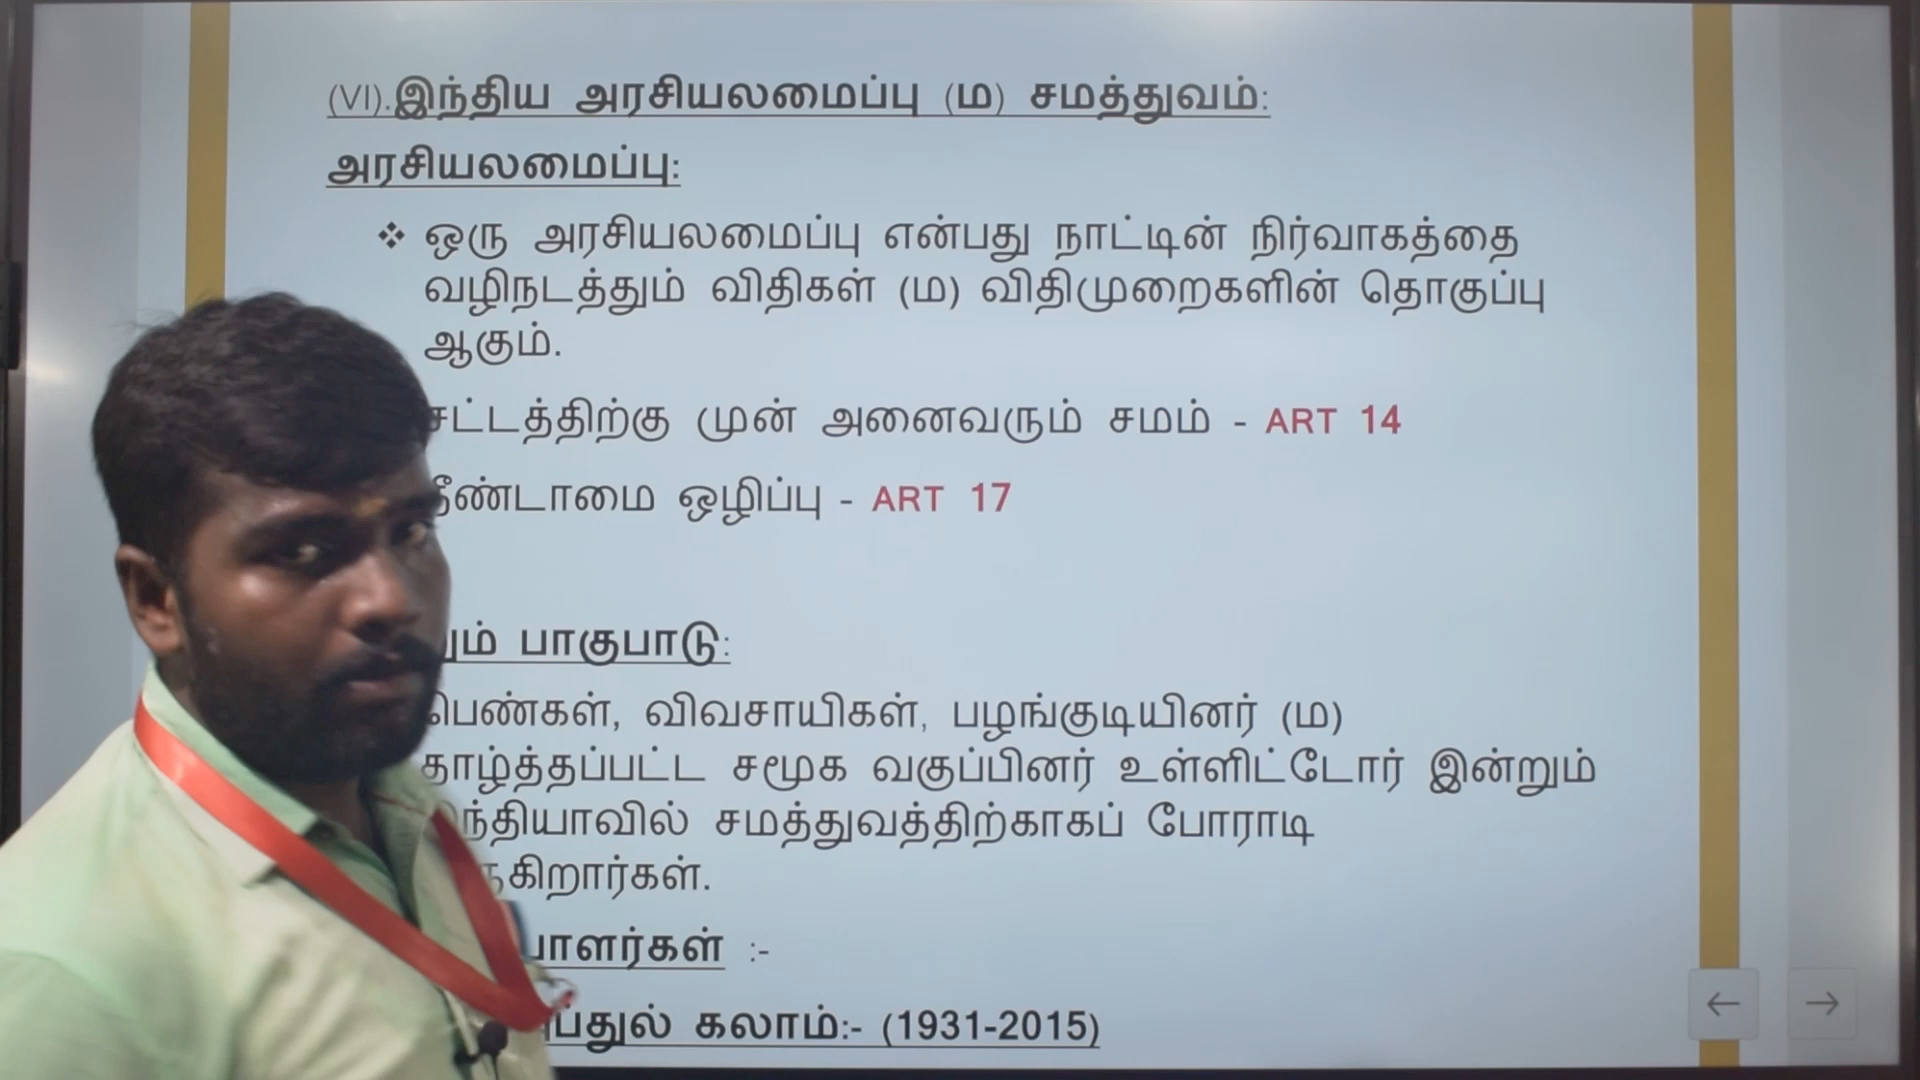 (VI).இந்திய அரசியலமைப்பு (ம) சமத்துவம்:
அரசியலமைப்பு:
❖ ஒரு அரசியலமைப்பு என்பது நாட்டின் நிர்வாகத்தை
வழிநடத்தும் விதிகள் (ம) விதிமுறைகளின் தொகுப்பு
ஆகும்.
சட்டத்திற்கு முன் அனைவரும் சமம் - ART 14
தீண்டாமை ஒழிப்பு - ART 17
பாகுபாடு:
பெண்கள், விவசாயிகள், பழங்குடியினர் (ம)
தாழ்த்தப்பட்ட சமூக வகுப்பினர் உள்ளிட்டோர் இன்றும்
இந்தியாவில் சமத்துவத்திற்காகப் போராடி
:-
கலாம்:- (1931-2015)